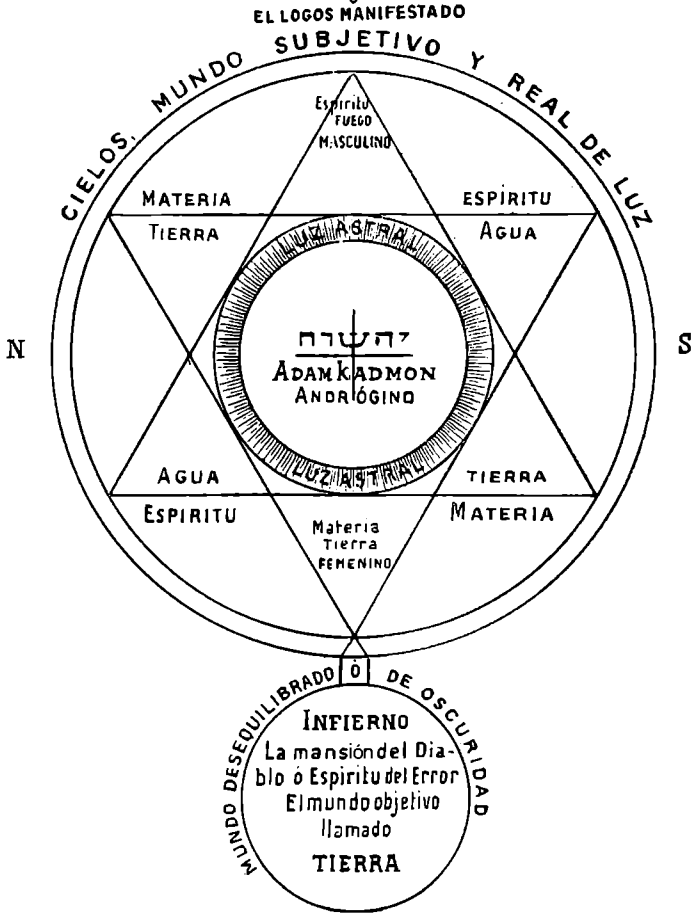 EL LOGOS MANIFESTADO
CIELOS, MUNDO SUBJETIVO Y REAL DE LUZ
Espíritu
FUEGO
MASCULINO
MATERIA
ESPÍRITU
TIERRA
AGUA
LUZ ASTRAL
N
S
יהשוה
ADAM KADMON
ANDRÓGINO
LUZ ASTRAL
AGUA
TIERRA
ESPIRITU
MATERIA
Materia
Tierra
FEMENINO
MUNDO DESEQUILIBRADO Ó DE OSCURIDAD
INFIERNO
La mansión del Dia-
blo ó Espiritu del Error
El mundo objetivo
llamado
TIERRA